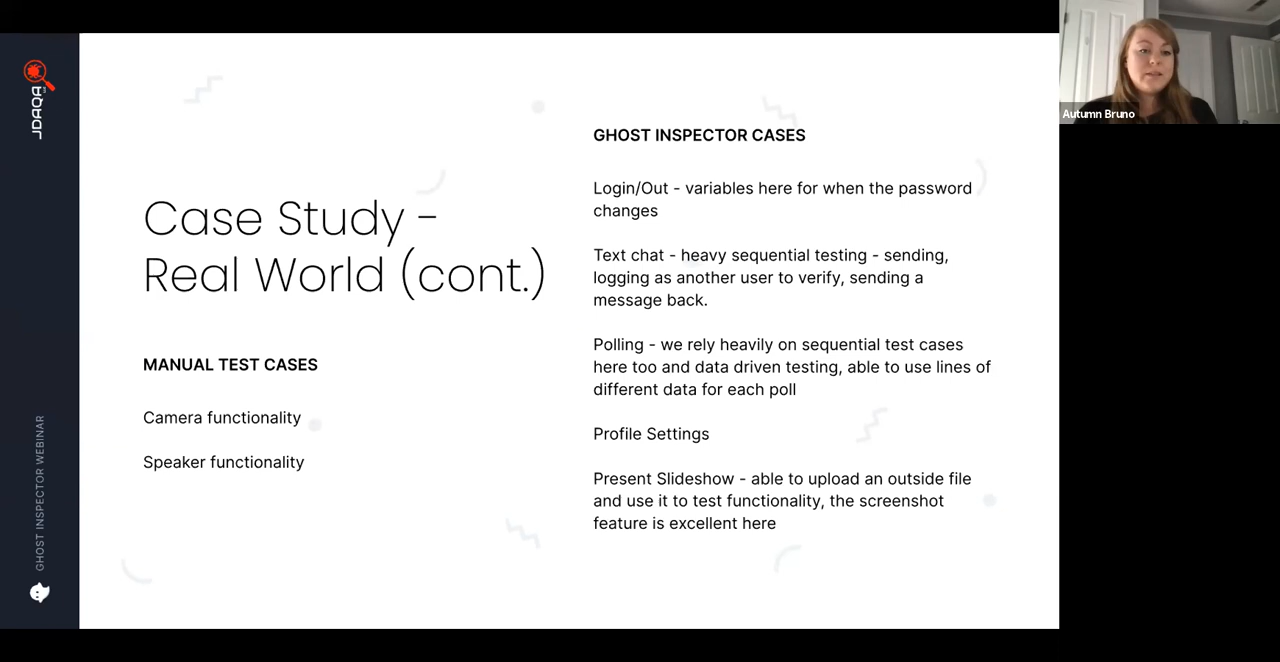 JDAQA
GHOST INSPECTOR WEBINAR
Case Study -
Real World (cont.)
MANUAL TEST CASES
Camera functionality
Speaker functionality
GHOST INSPECTOR CASES
Login/Out - variables here for when the password
changes
Text chat - heavy sequential testing - sending,
logging as another user to verify, sending a
message back.
Polling - we rely heavily on sequential test cases
here too and data driven testing, able to use lines of
different data for each poll
Profile Settings
Present Slideshow - able to upload an outside file
and use it to test functionality, the screenshot
feature is excellent here
Autumn Bruno